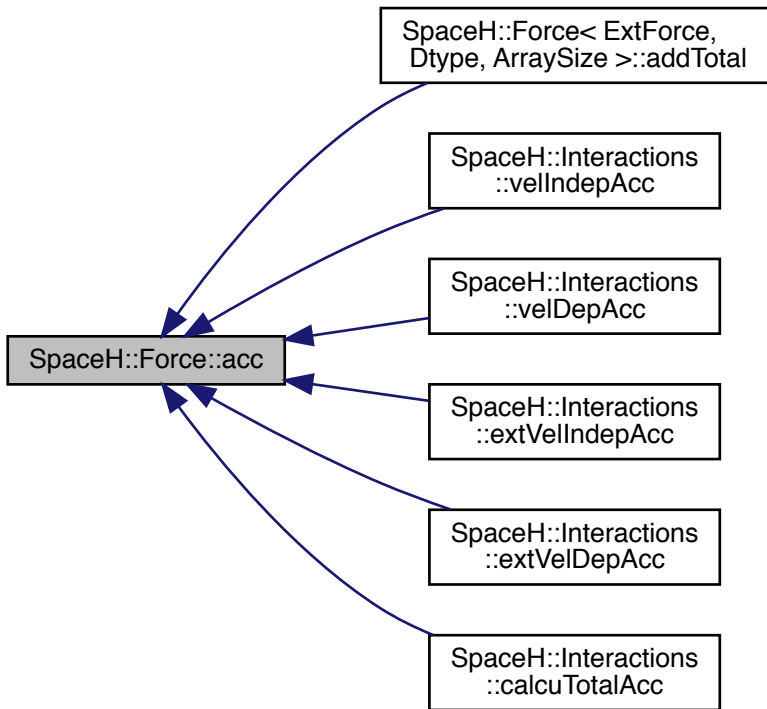 SpaceH::Force< ExtForce,
Dtype, ArraySize >::addTotal
SpaceH::Interactions
::velIndepAcc
SpaceH::Interactions
::velDepAcc
SpaceH::Force::acc
SpaceH::Interactions
::extVelIndepAcc
SpaceH::Interactions
::extVelDepAcc
SpaceH::Interactions
::calcuTotalAcc